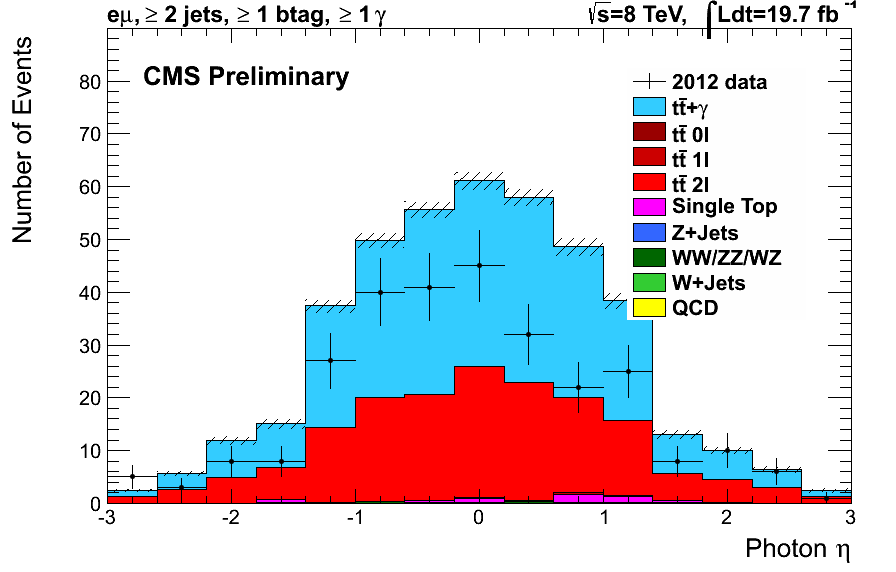 eμ, ≥ 2 jets, ≥ 1 btag, ≥ 1 γ
√s=8 TeV, ∫Ldt=19.7 fb⁻¹
CMS Preliminary
2012 data
tt̄+γ
tt̄ 0l
tt̄ 1l
tt̄ 2l
Single Top
Z+Jets
WW/ZZ/WZ
W+Jets
QCD
Number of Events
80
70
60
50
40
30
20
10
0
-3 -2 -1 0 1 2 3
Photon η